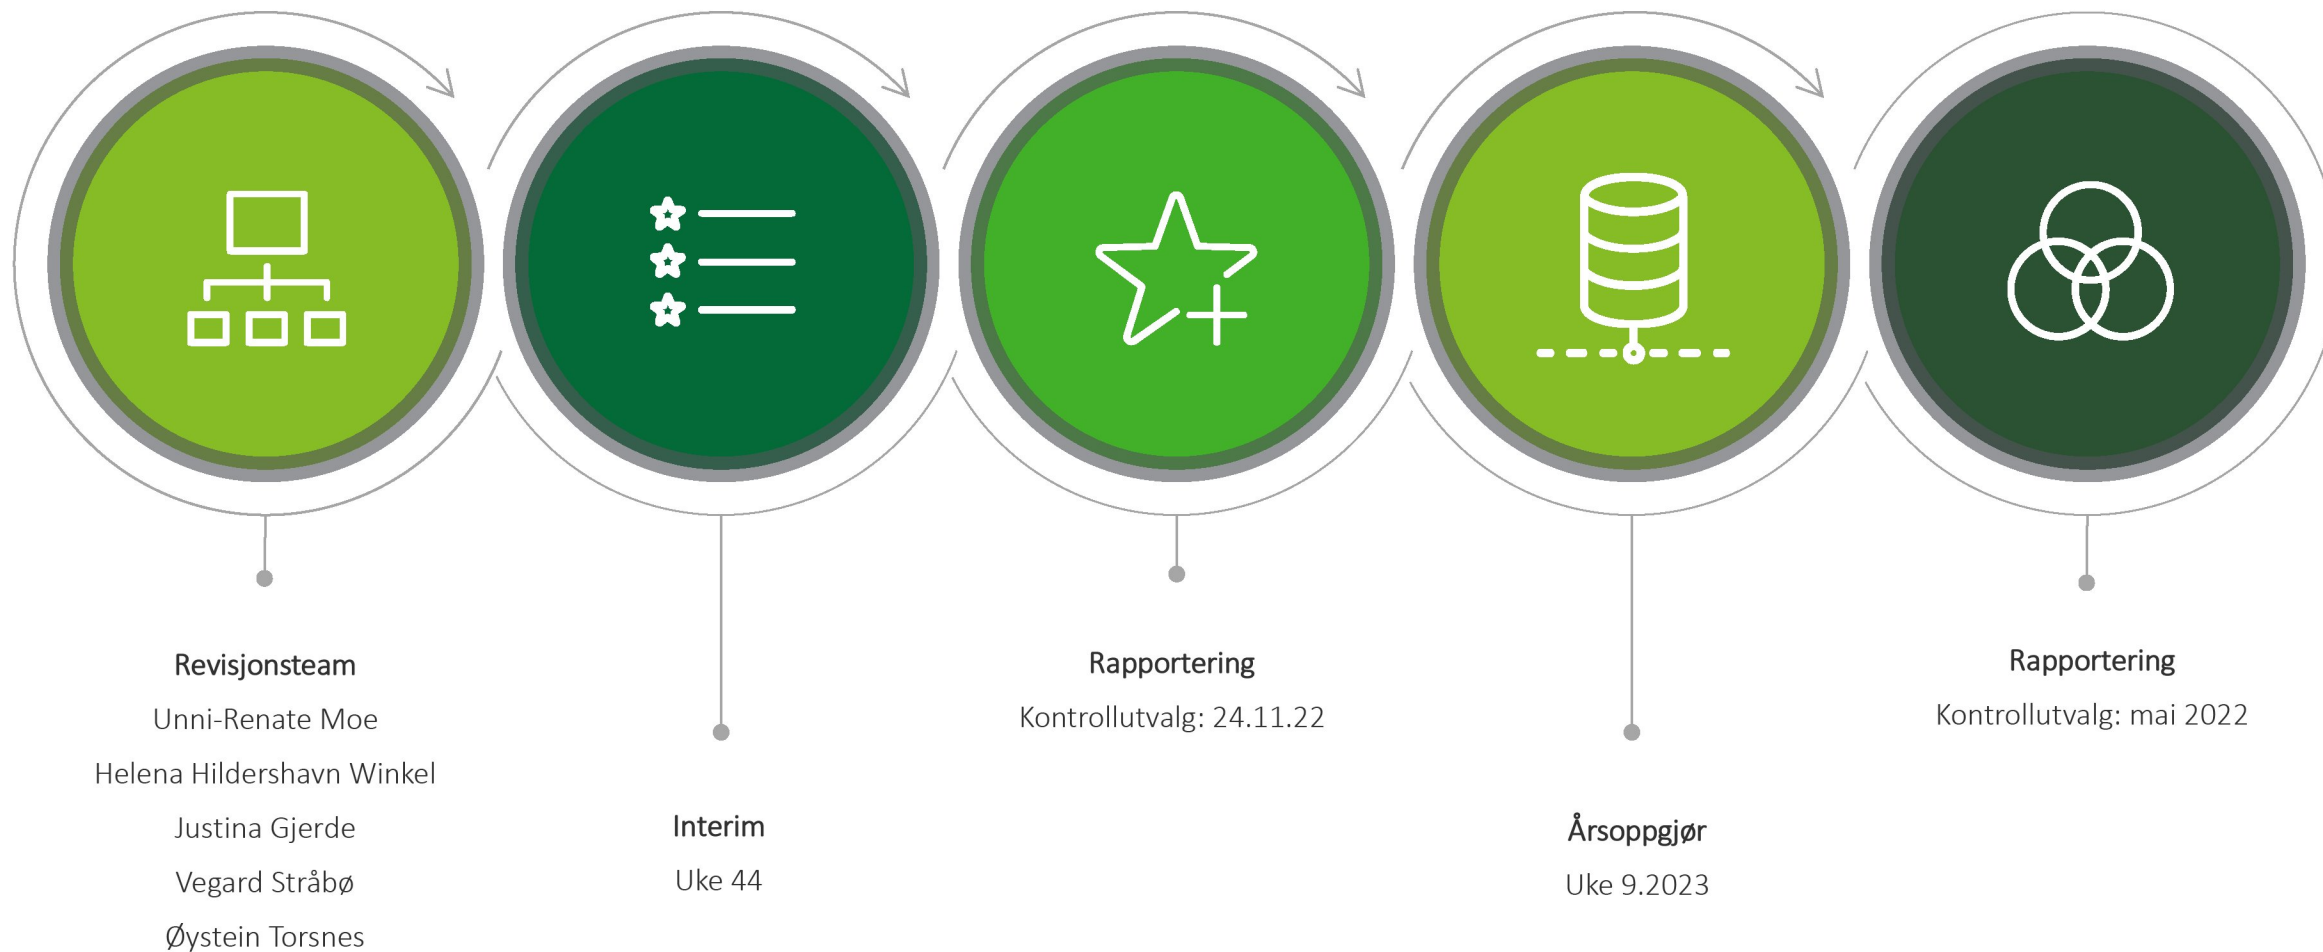 Revisjonsteam
Unni-Renate Moe
Helena Hildershavn Winkel
Justina Gjerde
Vegard Stråbø
Øystein Torsnes
Interim
Uke 44
Rapportering
Kontrollutvalg: 24.11.22
Årsoppgjør
Uke 9.2023
Rapportering
Kontrollutvalg: mai 2022